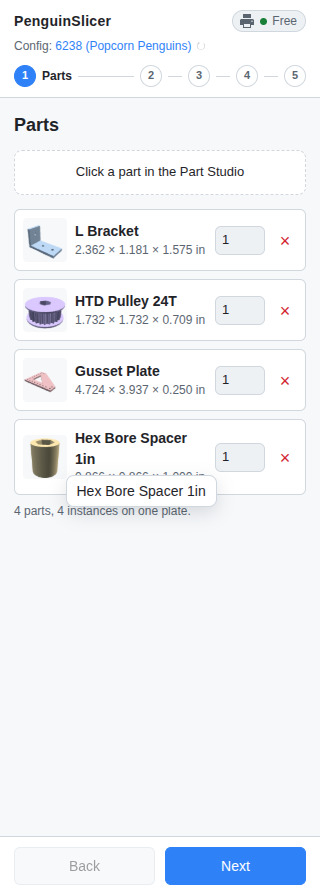 PenguinSlicer
Free
Config: 6238 (Popcorn Penguins)
1 Parts 2 3 4 5
Parts
Click a part in the Part Studio
L Bracket
2.362 × 1.181 × 1.575 in
1 ×
HTD Pulley 24T
1.732 × 1.732 × 0.709 in
1 ×
Gusset Plate
4.724 × 3.937 × 0.250 in
1 ×
Hex Bore Spacer
1in
1 ×
Hex Bore Spacer 1in
4 parts, 4 instances on one plate.
Back
Next